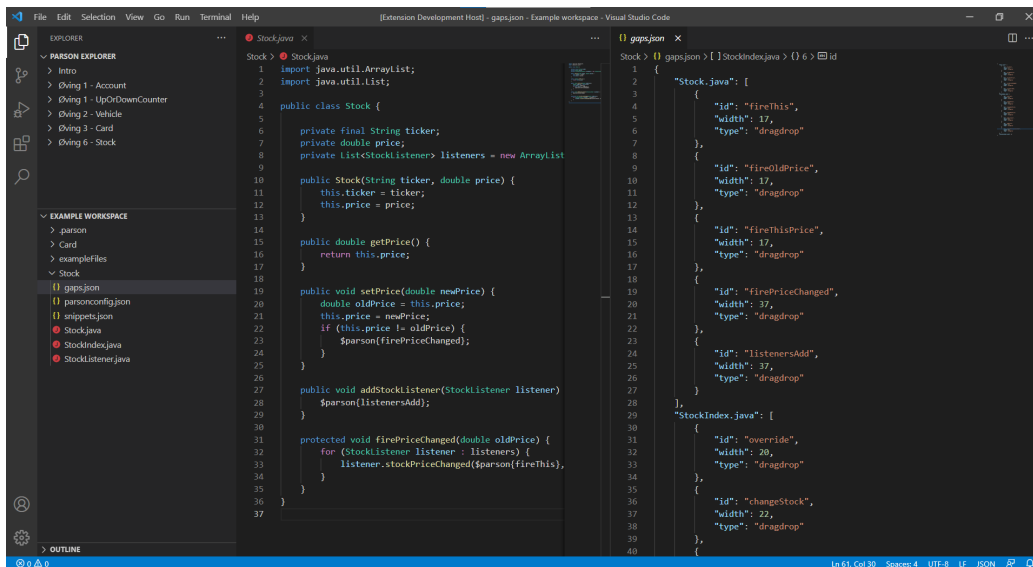 File Edit Selection View Go Run Terminal Help
[Extension Development Host] - gaps.json - Example workspace - Visual Studio Code
EXPLORER
PARSON EXPLORER
Intro
Øving 1 - Account
Øving 1 - UpOrDownCounter
Øving 2 - Vehicle
Øving 3 - Card
Øving 6 - Stock
EXAMPLE WORKSPACE
.parson
Card
exampleFiles
Stock
{} gaps.json
{} parsonconfig.json
{} snippets.json
Stock.java
StockIndex.java
StockListener.java
OUTLINE
Stock.java
Stock > Stock.java
1 import java.util.ArrayList;
2 import java.util.List;
3
4 public class Stock {
5
6 private final String ticker;
7 private double price;
8 private List<StockListener> listeners = new ArrayList
9
10 public Stock(String ticker, double price) {
11 this.ticker = ticker;
12 this.price = price;
13 }
14
15 public double getPrice() {
16 return this.price;
17 }
18
19 public void setPrice(double newPrice) {
20 double oldPrice = this.price;
21 this.price = newPrice;
22 if (this.price != oldPrice) {
23 $parson{firePriceChanged};
24 }
25 }
26
27 public void addStockListener(StockListener listener)
28 $parson{listenersAdd};
29 }
30
31 protected void firePriceChanged(double oldPrice) {
32 for (StockListener listener : listeners) {
33 listener.stockPriceChanged($parson{fireThis},
34 }
35 }
36 }
37
{} gaps.json
Stock > {} gaps.json > [ ] StockIndex.java > {} 6 > id
1 {
2 "Stock.java": [
3 {
4 "id": "fireThis",
5 "width": 17,
6 "type": "dragdrop"
7 },
8 {
9 "id": "fireOldPrice",
10 "width": 17,
11 "type": "dragdrop"
12 },
13 {
14 "id": "fireThisPrice",
15 "width": 17,
16 "type": "dragdrop"
17 },
18 {
19 "id": "firePriceChanged",
20 "width": 37,
21 "type": "dragdrop"
22 },
23 {
24 "id": "listenersAdd",
25 "width": 37,
26 "type": "dragdrop"
27 }
28 ],
29 "StockIndex.java": [
30 {
31 "id": "override",
32 "width": 20,
33 "type": "dragdrop"
34 },
35 {
36 "id": "changeStock",
37 "width": 22,
38 "type": "dragdrop"
39 },
40 {
0 0
Ln 61, Col 30 Spaces: 4 UTF-8 LF JSON